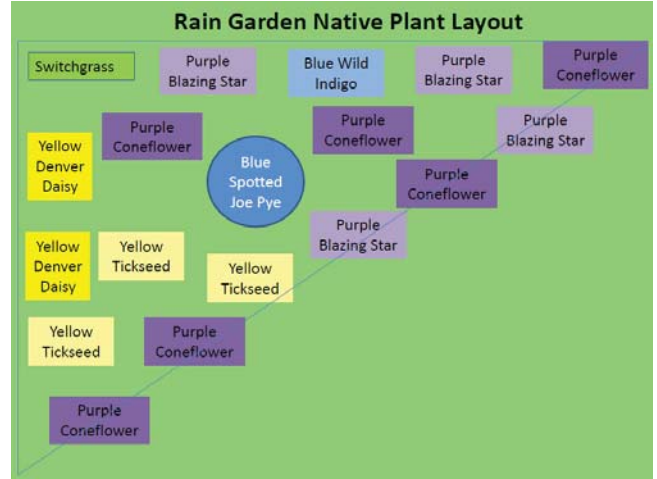 Rain Garden Native Plant Layout
Switchgrass
Purple
Blazing Star
Blue Wild
Indigo
Purple
Blazing Star
Purple
Coneflower
Yellow
Denver
Daisy
Purple
Coneflower
Blue
Spotted
Joe Pye
Purple
Coneflower
Purple
Blazing Star
Purple
Coneflower
Purple
Blazing Star
Yellow
Denver
Daisy
Yellow
Tickseed
Yellow
Tickseed
Yellow
Tickseed
Purple
Coneflower
Purple
Coneflower